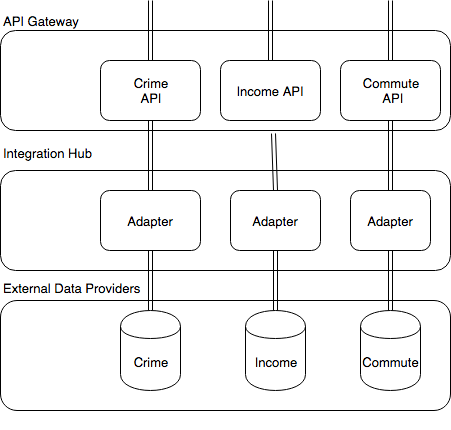 API Gateway
Crime
API
Income API
Commute
API
Integration Hub
Adapter
Adapter
Adapter
External Data Providers
Crime
Income
Commute